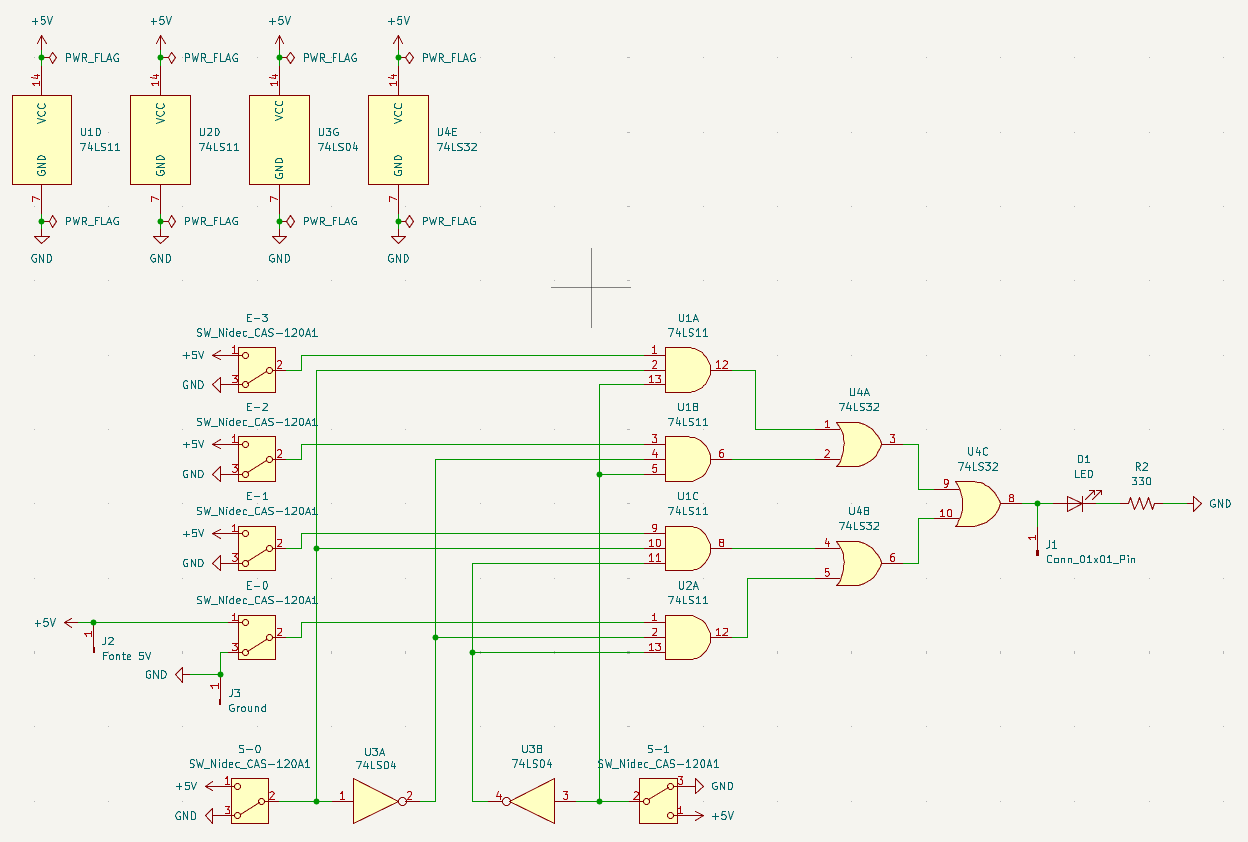 +5V +5V +5V +5V
PWR_FLAG PWR_FLAG PWR_FLAG PWR_FLAG
14 14 14 14
VCC VCC VCC VCC
U1D U2D U3G U4E
74LS11 74LS11 74LS04 74LS32
GND GND GND GND
7 7 7 7
PWR_FLAG PWR_FLAG PWR_FLAG PWR_FLAG
GND GND GND GND
E-3
SW_Nidec_CAS-120A1
+5V 1
2
GND 3
U1A
74LS11
1
2 12
13
E-2
SW_Nidec_CAS-120A1
+5V 1
2
GND 3
U1B
74LS11
3
4 6
5
U4A
74LS32
1
3
2
E-1
SW_Nidec_CAS-120A1
+5V 1
2
GND 3
U1C
74LS11
9
10 8
11
U4B
74LS32
4
6
5
U4C
74LS32
9
8
10
D1
LED
R2
330
GND
1
J1
Conn_01x01_Pin
E-0
SW_Nidec_CAS-120A1
+5V 1
2
3
1
J2
Fonte 5V
GND
1
J3
Ground
U2A
74LS11
1
2 12
13
S-0
SW_Nidec_CAS-120A1
+5V 1
2
GND 3
U3A
74LS04
1 2
U3B
74LS04
4 3
S-1
SW_Nidec_CAS-120A1
3 GND
2
1 +5V